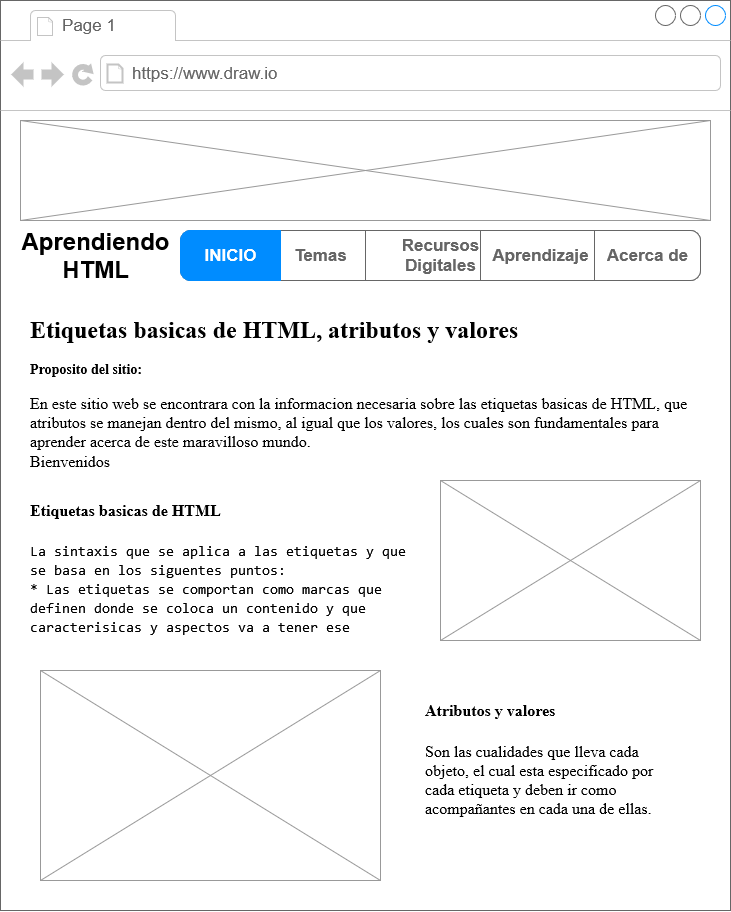 Page 1
https://www.draw.io
Aprendiendo
HTML
INICIO
Temas
Recursos
Digitales
Aprendizaje
Acerca de
Etiquetas basicas de HTML, atributos y valores
Proposito del sitio:
En este sitio web se encontrara con la informacion necesaria sobre las etiquetas basicas de HTML, que
atributos se manejan dentro del mismo, al igual que los valores, los cuales son fundamentales para
aprender acerca de este maravilloso mundo.
Bienvenidos
Etiquetas basicas de HTML
La sintaxis que se aplica a las etiquetas y que
se basa en los siguentes puntos:
* Las etiquetas se comportan como marcas que
definen donde se coloca un contenido y que
caracterisicas y aspectos va a tener ese
Atributos y valores
Son las cualidades que lleva cada
objeto, el cual esta especificado por
cada etiqueta y deben ir como
acompañantes en cada una de ellas.